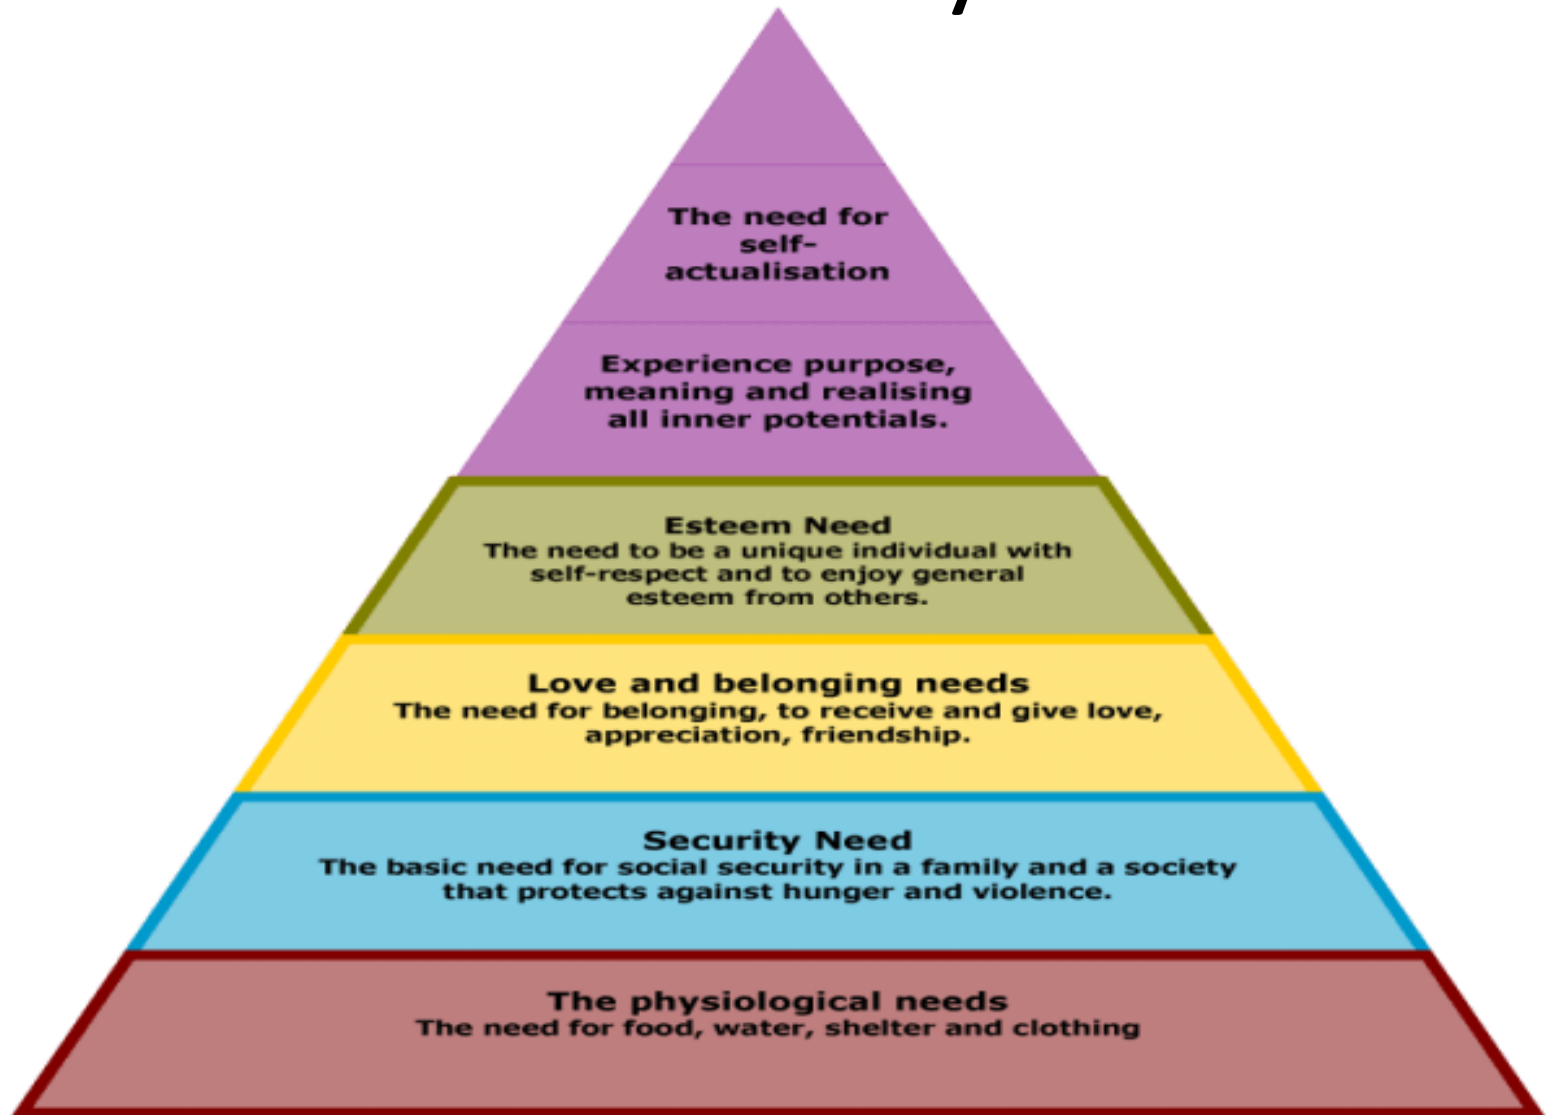 The need for
self-
actualisation
Experience purpose,
meaning and realising
all inner potentials.
Esteem Need
The need to be a unique individual with
self-respect and to enjoy general
esteem from others.
Love and belonging needs
The need for belonging, to receive and give love,
appreciation, friendship.
Security Need
The basic need for social security in a family and a society
that protects against hunger and violence.
The physiological needs
The need for food, water, shelter and clothing